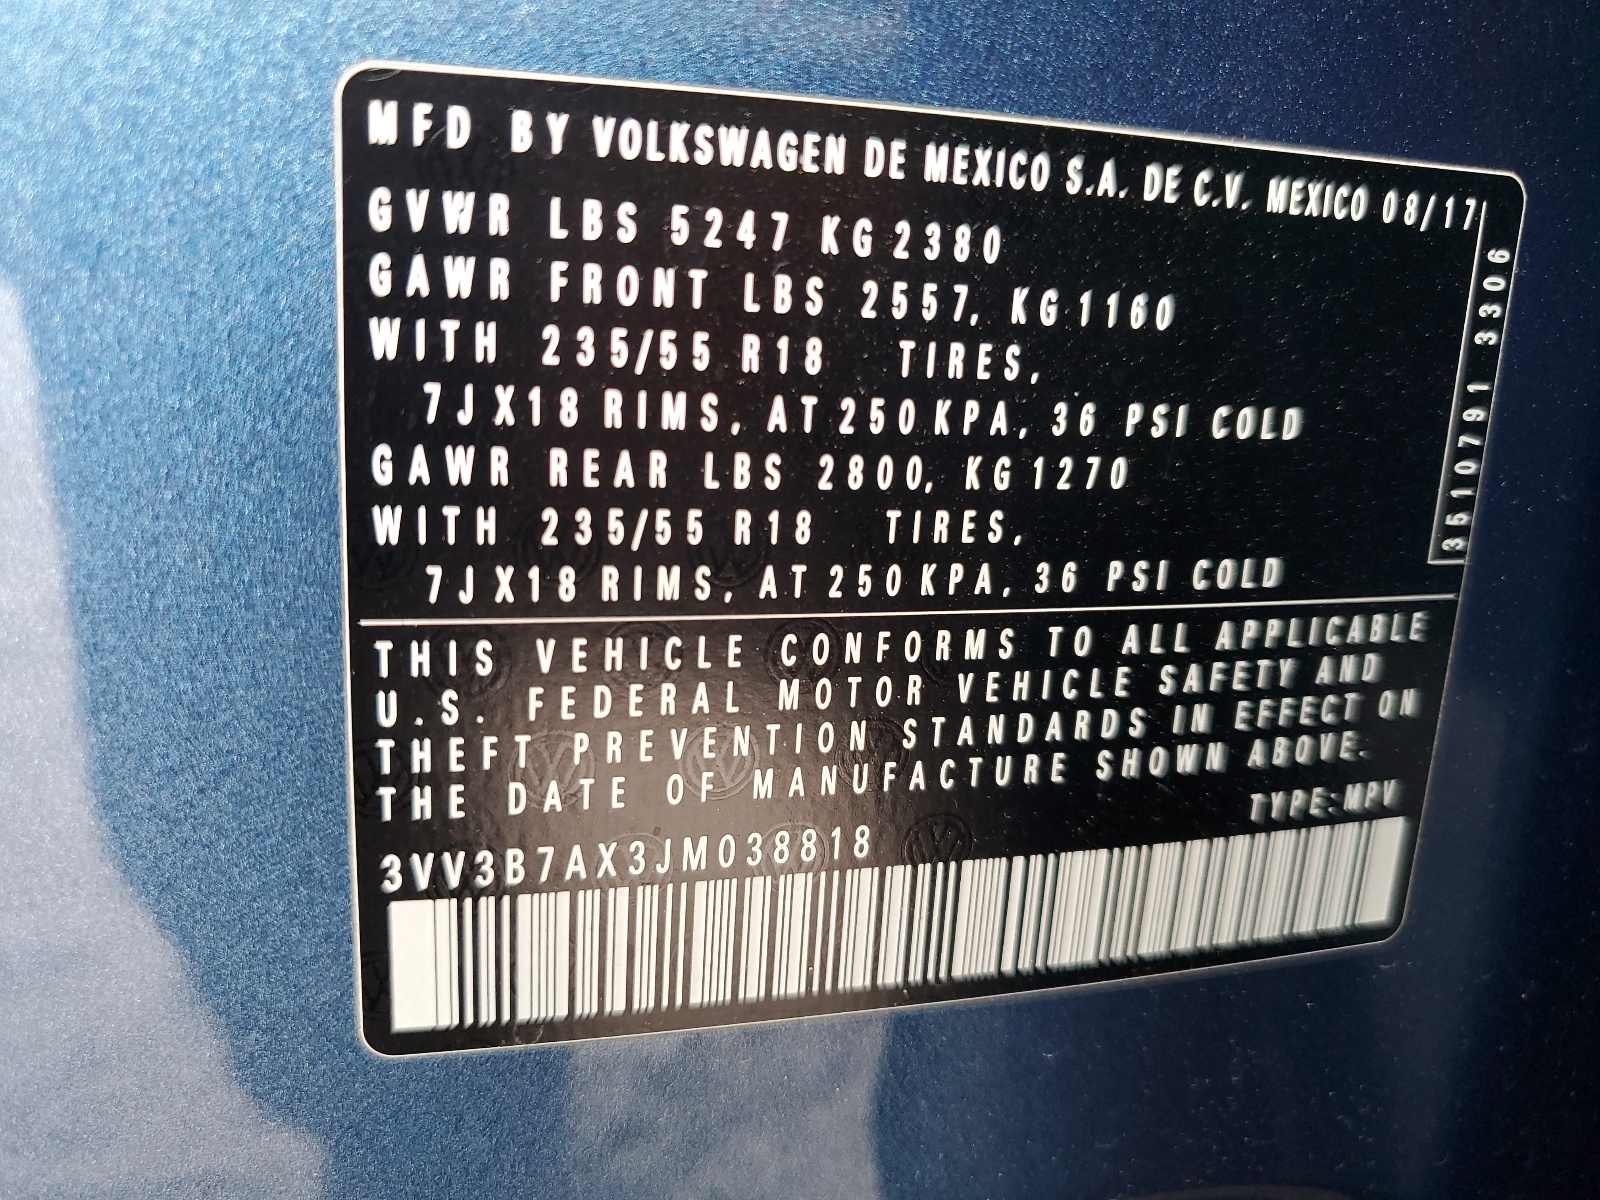 MFD BY VOLKSWAGEN DE MEXICO S.A. DE C.V. MEXICO 08/17
GVWR LBS 5247 KG 2380
GAWR FRONT LBS 2557, KG 1160
WITH 235/55 R18 TIRES,
7JX18 RIMS, AT 250 KPA, 36 PSI COLD
GAWR REAR LBS 2800, KG 1270
WITH 235/55 R18 TIRES,
7JX18 RIMS, AT 250 KPA, 36 PSI COLD
3510791 3306
THIS VEHICLE CONFORMS TO ALL APPLICABLE
U.S. FEDERAL MOTOR VEHICLE SAFETY AND
THEFT PREVENTION STANDARDS IN EFFECT ON
THE DATE OF MANUFACTURE SHOWN ABOVE.
TYPE: MPV
3VV3B7AX3JM038818